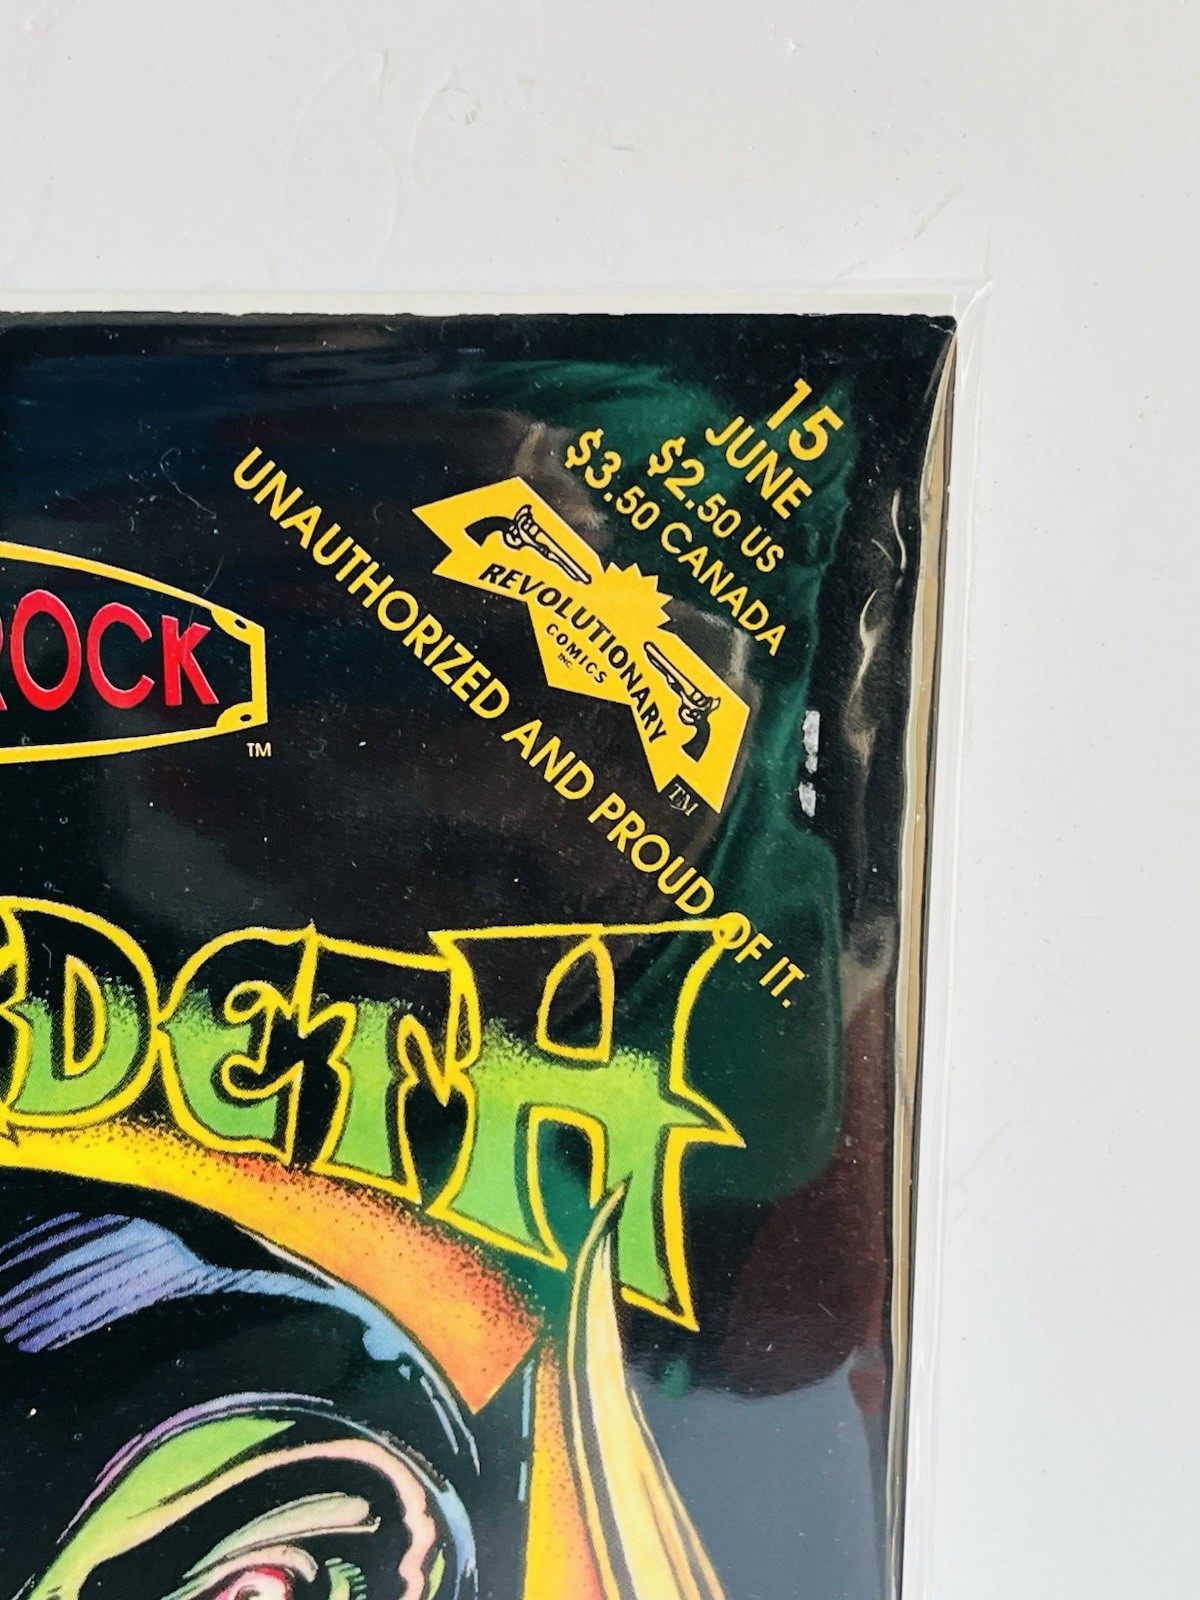 15
JUNE
$2.50 US
$3.50 CANADA
REVOLUTIONARY
COMICS
INC.
TM
UNAUTHORIZED AND PROUD OF IT.
ROCK
TM
DETH